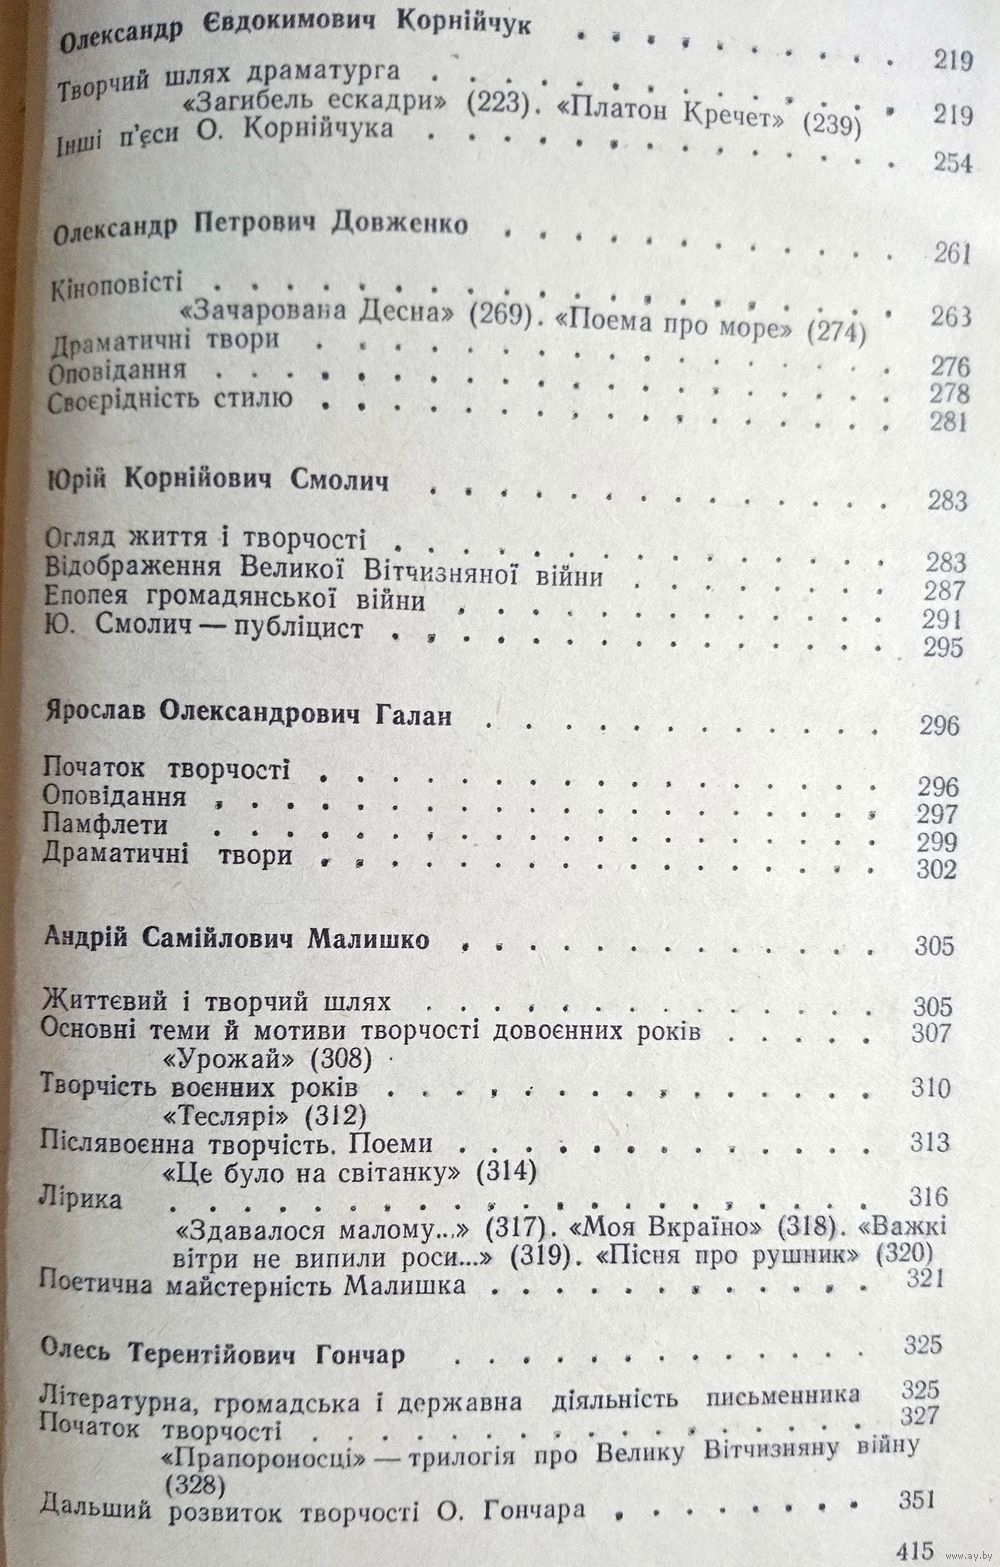 Олександр Євдокимович Корнійчук . . . . . . . . . 219
Творчий шлях драматурга . . . . . . . . . . . . . 219
«Загибель ескадри» (223). «Платон Кречет» (239)
Інші п'єси О. Корнійчука . . . . . . . . . . . . . 254
Олександр Петрович Довженко . . . . . . . . . . . 261
Кіноповісті . . . . . . . . . . . . . . . . . . . 263
«Зачарована Десна» (269). «Поема про море» (274)
Драматичні твори . . . . . . . . . . . . . . . . 276
Оповідання . . . . . . . . . . . . . . . . . . . 278
Своєрідність стилю . . . . . . . . . . . . . . . 281
Юрій Корнійович Смолич . . . . . . . . . . . . . 283
Огляд життя і творчості . . . . . . . . . . . . . 283
Відображення Великої Вітчизняної війни . . . . . . . 287
Епопея громадянської війни . . . . . . . . . . . . 291
Ю. Смолич — публіцист . . . . . . . . . . . . . . 295
Ярослав Олександрович Галан . . . . . . . . . . . 296
Початок творчості . . . . . . . . . . . . . . . . 296
Оповідання . . . . . . . . . . . . . . . . . . . 297
Памфлети . . . . . . . . . . . . . . . . . . . 299
Драматичні твори . . . . . . . . . . . . . . . . 302
Андрій Самійлович Малишко . . . . . . . . . . . . 305
Життєвий і творчий шлях . . . . . . . . . . . . . 305
Основні теми й мотиви творчості довоєнних років . . . . . 307
«Урожай» (308)
Творчість воєнних років . . . . . . . . . . . . . . 310
«Теслярі» (312)
Післявоєнна творчість. Поеми . . . . . . . . . . . . 313
«Це було на світанку» (314)
Лірика . . . . . . . . . . . . . . . . . . . . 316
«Здавалося малому...» (317). «Моя Вкраїно» (318). «Важкі
вітри не випили роси...» (319). «Пісня про рушник» (320)
Поетична майстерність Малишка . . . . . . . . . . . 321
Олесь Терентійович Гончар . . . . . . . . . . . . . 325
Літературна, громадська і державна діяльність письменника 325
Початок творчості . . . . . . . . . . . . . . . . 327
«Прапороносці» — трилогія про Велику Вітчизняну війну
(328)
Дальший розвиток творчості О. Гончара . . . . . . . 351
415
www.ay.by